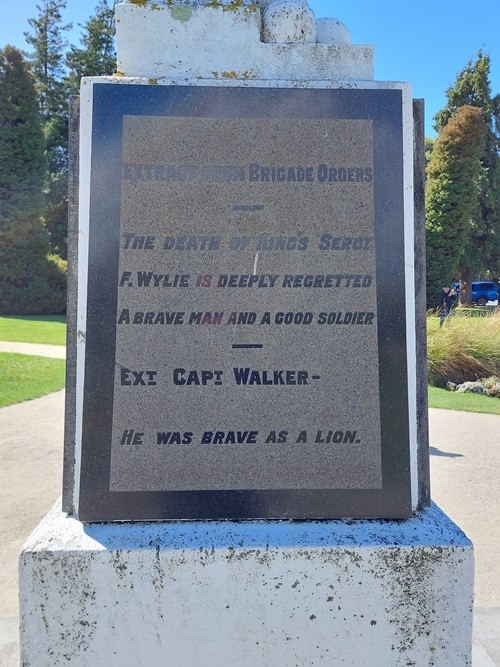 EXTRACT FROM BRIGADE ORDERS
THE DEATH OF KING'S SERGT
F. WYLIE IS DEEPLY REGRETTED
A BRAVE MAN AND A GOOD SOLDIER
EXT CAPT WALKER-
HE WAS BRAVE AS A LION.